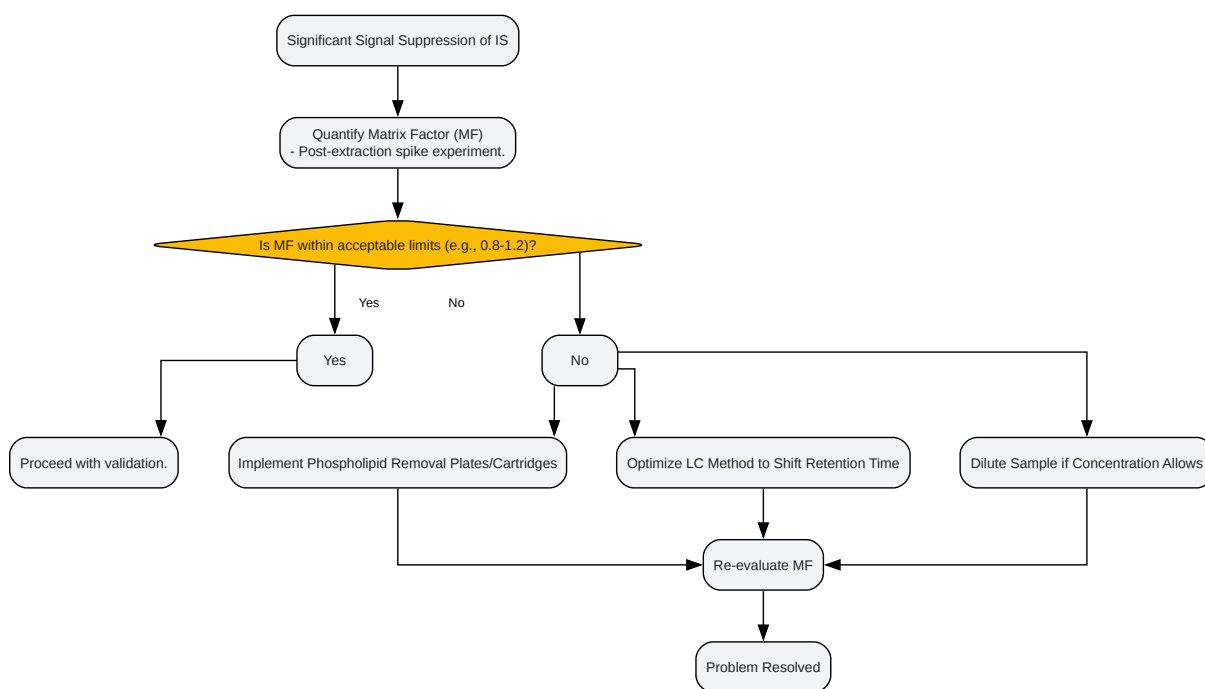 Significant Signal Suppression of IS
Quantify Matrix Factor (MF)
- Post-extraction spike experiment.
Is MF within acceptable limits (e.g., 0.8-1.2)?
Yes
No
Yes
No
Proceed with validation.
Implement Phospholipid Removal Plates/Cartridges
Optimize LC Method to Shift Retention Time
Dilute Sample if Concentration Allows
Re-evaluate MF
Problem Resolved